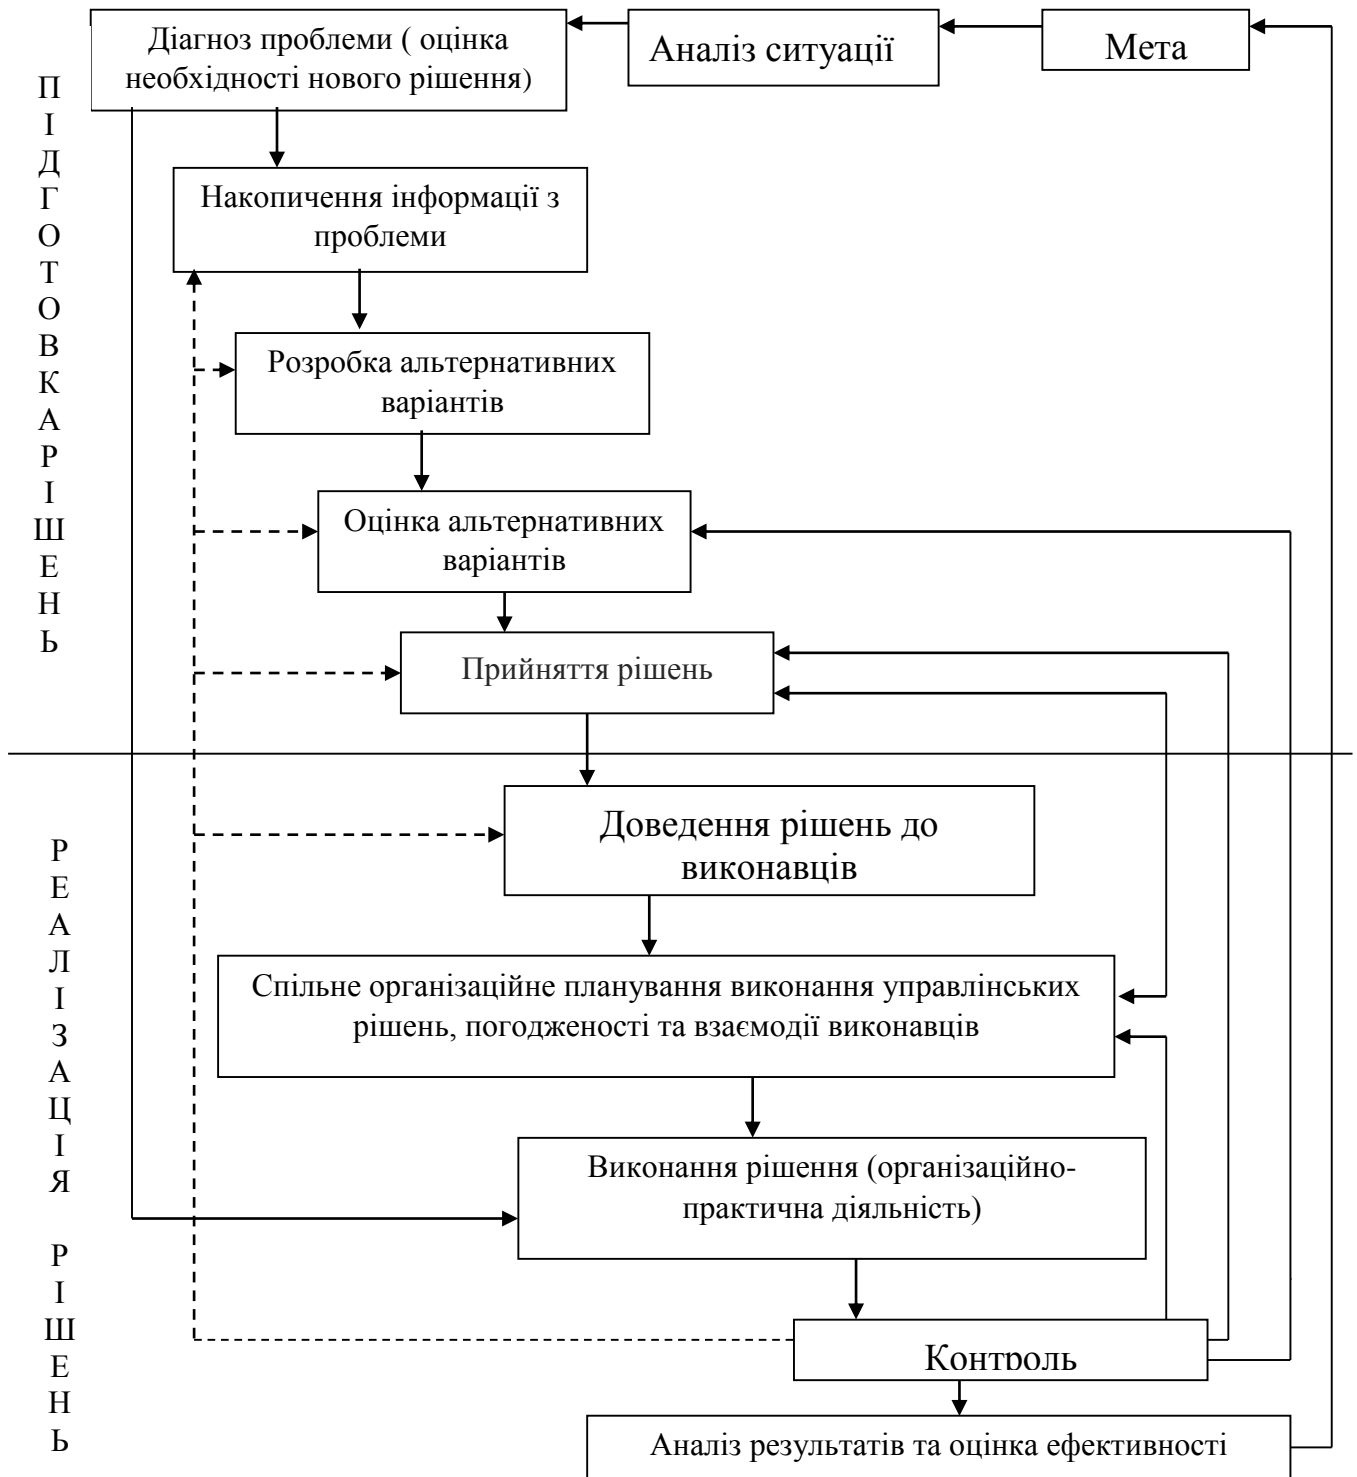 Діагноз проблеми ( оцінка
необхідності нового рішення)
Аналіз ситуації
Мета
П
І
Д
Г
О
Т
О
В
К
А
Р
І
Ш
Е
Н
Ь
Накопичення інформації з
проблеми
Розробка альтернативних
варіантів
Оцінка альтернативних
варіантів
Прийняття рішень
Р
Е
А
Л
І
З
А
Ц
І
Я
Р
І
Ш
Е
Н
Ь
Доведення рішень до
виконавців
Спільне організаційне планування виконання управлінських
рішень, погодженості та взаємодії виконавців
Виконання рішення (організаційно-
практична діяльність)
Контроль
Аналіз результатів та оцінка ефективності